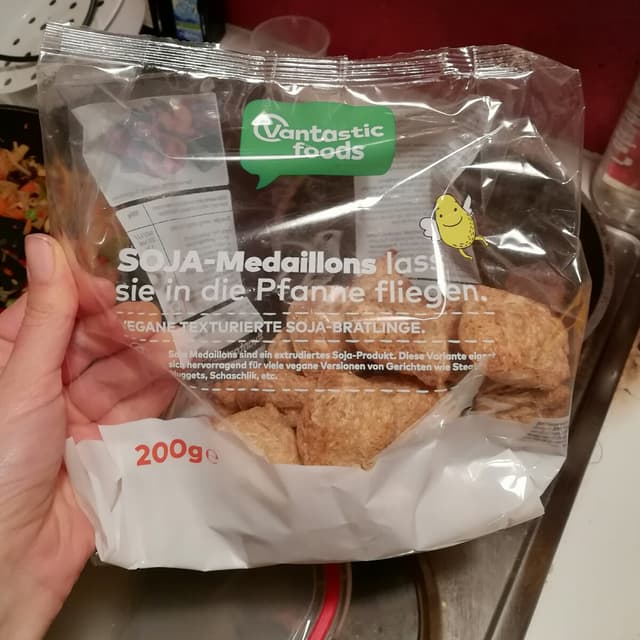 Vantastic
foods
SOJA-Medaillons lass
sie in die Pfanne fliegen.
VEGANE TEXTURIERTE SOJA-BRATLINGE.
Soja Medaillons sind ein extrudiertes Soja-Produkt. Diese Variante eignet
sich hervorragend für viele vegane Versionen von Gerichten wie
Nuggets, Schaschlik, etc.
200g℮